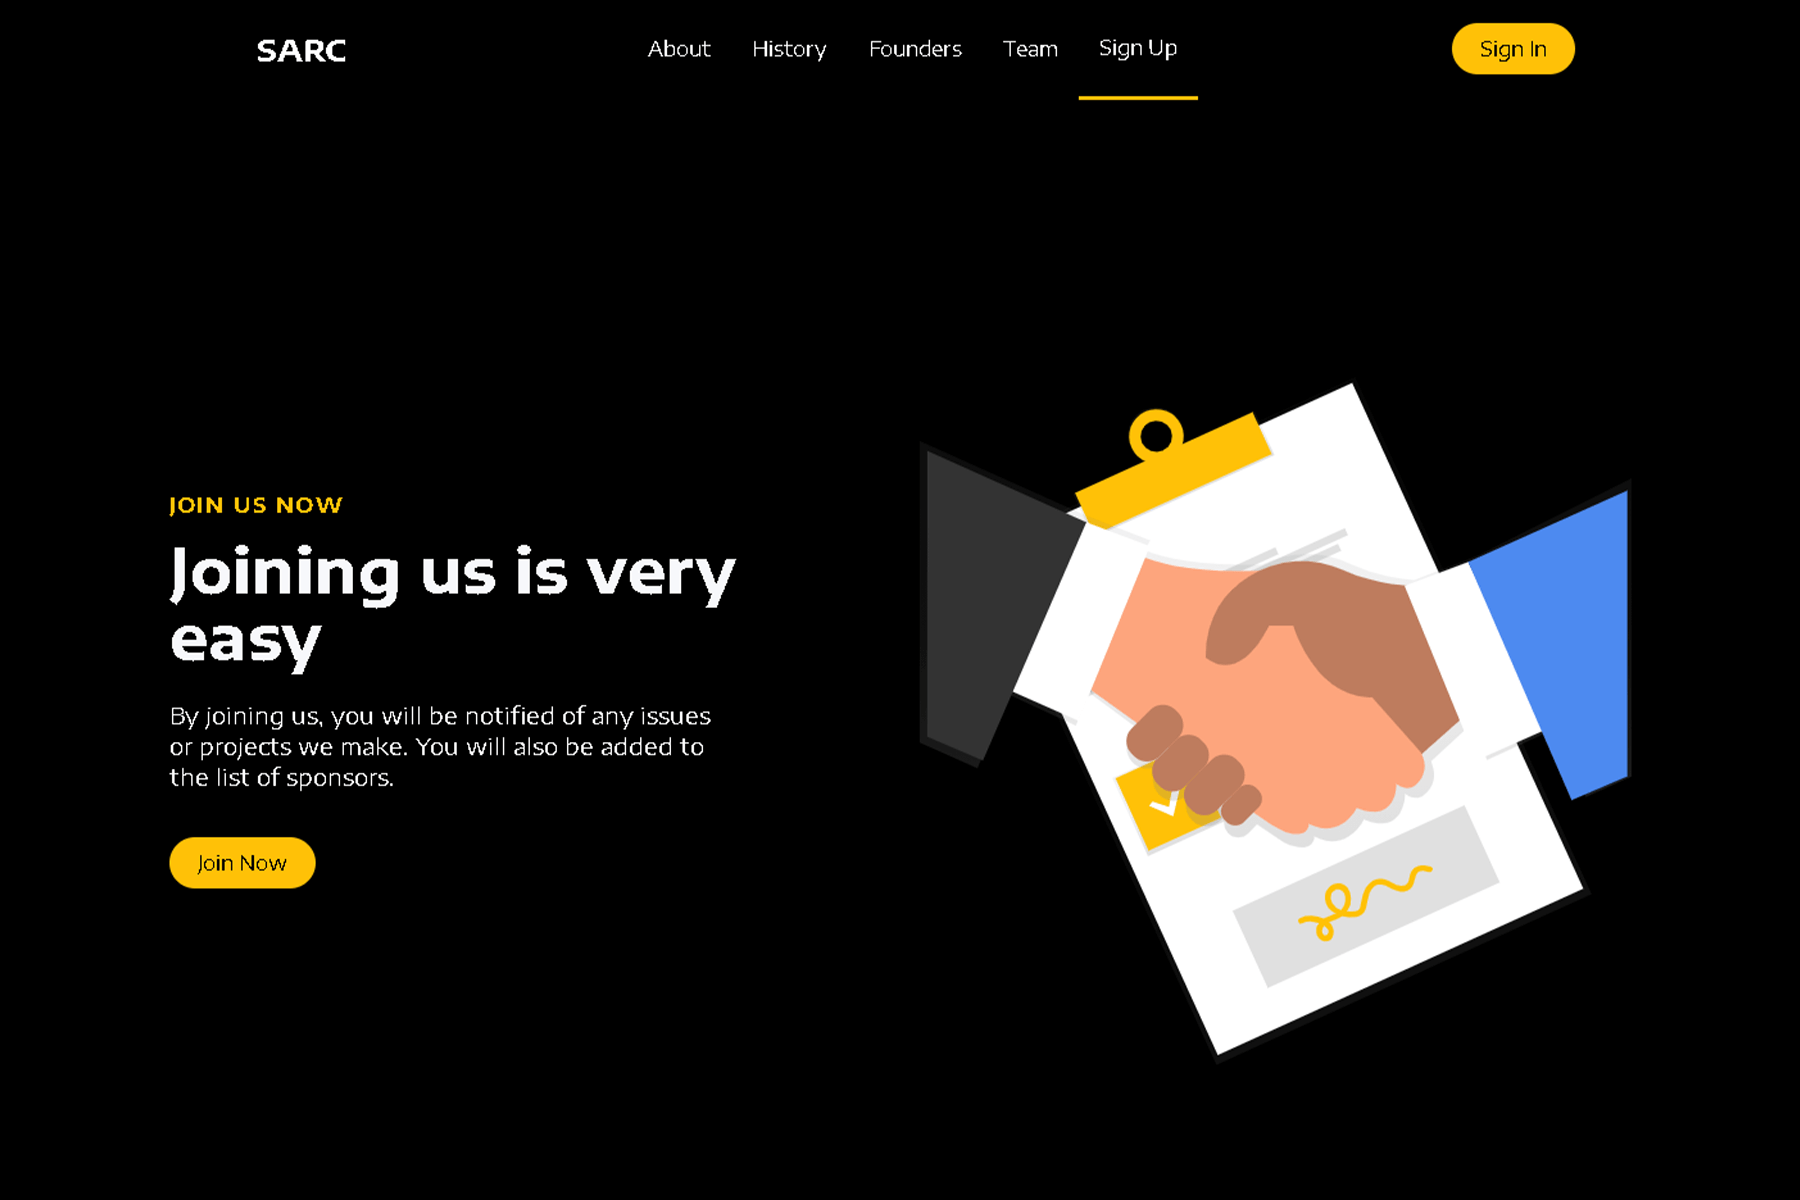 SARC
About
History
Founders
Team
Sign Up
Sign In
JOIN US NOW
Joining us is very
easy
By joining us, you will be notified of any issues
or projects we make. You will also be added to
the list of sponsors.
Join Now